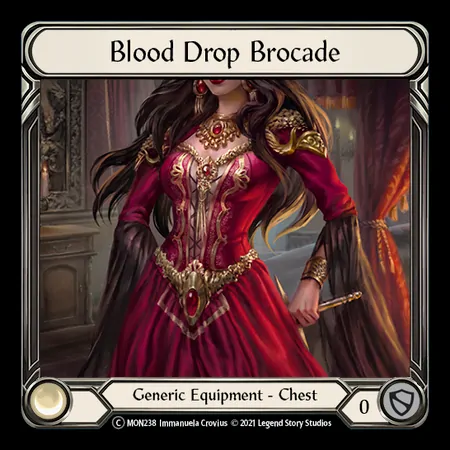 Blood Drop Brocade
Generic Equipment - Chest
0
© MON238 Immanuela Crovius © 2021 Legend Story Studios